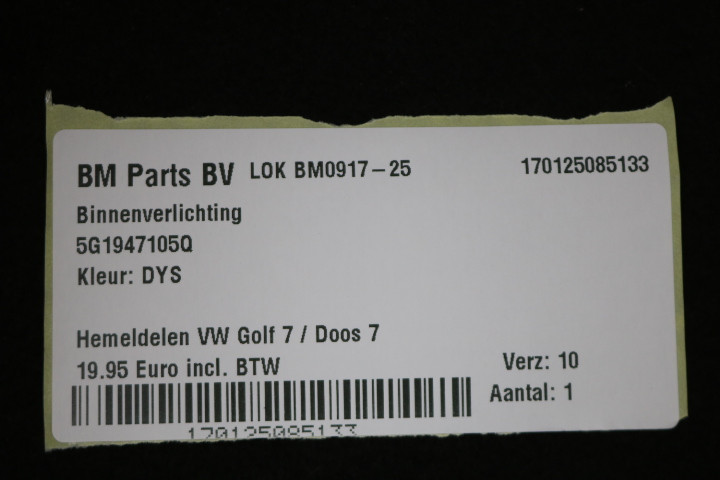 BM Parts BV LOK BM0917-25 170125085133
Binnenverlichting
5G1947105Q
Kleur: DYS
Hemeldelen VW Golf 7 / Doos 7
19.95 Euro incl. BTW Verz: 10
Aantal: 1
170125085133